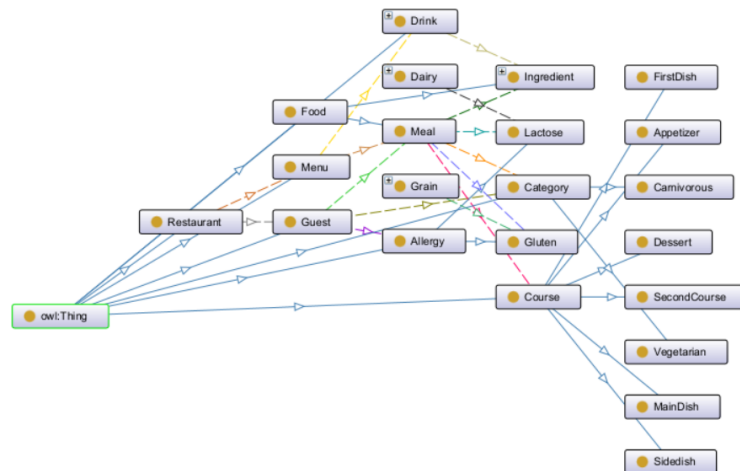 Drink
Dairy
Ingredient
FirstDish
Food
Meal
Lactose
Appetizer
Menu
Grain
Category
Carnivorous
Restaurant
Guest
Allergy
Gluten
Dessert
owl:Thing
Course
SecondCourse
Vegetarian
MainDish
Sidedish